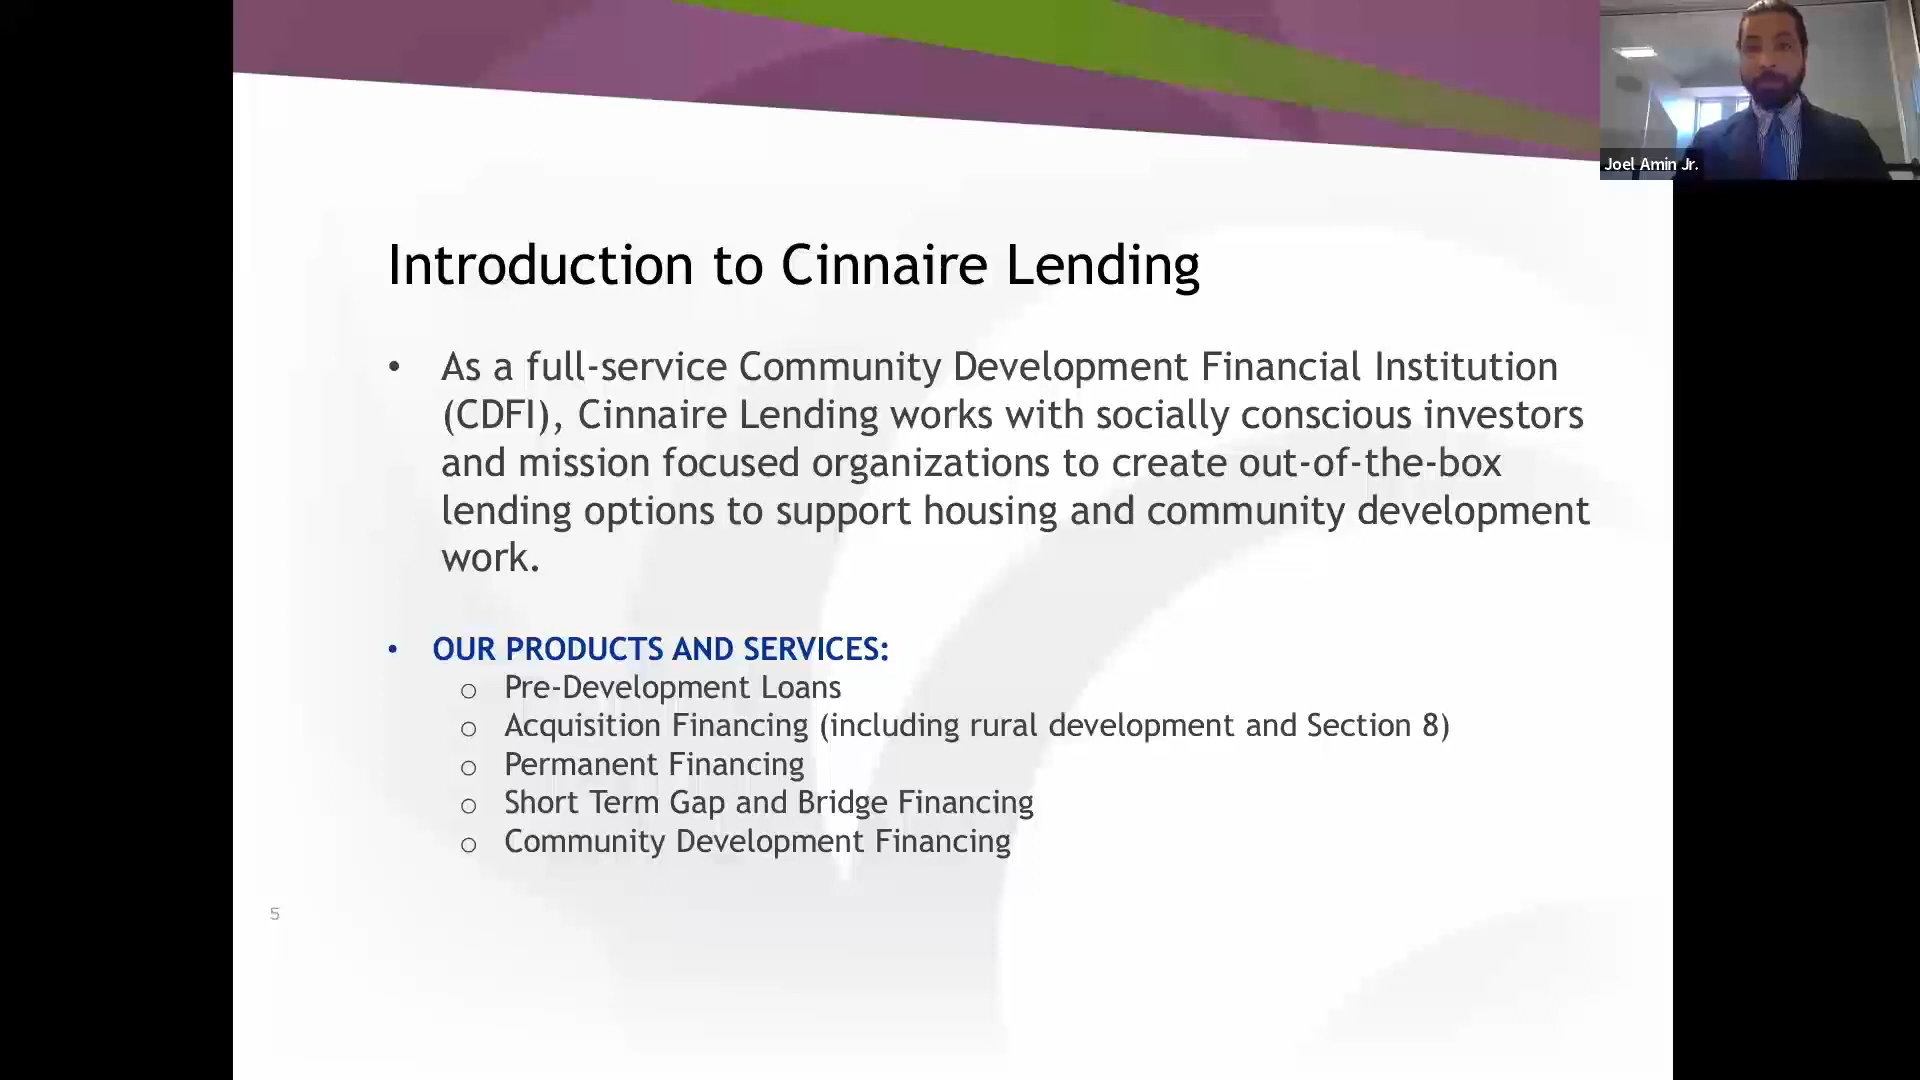 Joel Amin Jr.
Introduction to Cinnaire Lending
• As a full-service Community Development Financial Institution
(CDFI), Cinnaire Lending works with socially conscious investors
and mission focused organizations to create out-of-the-box
lending options to support housing and community development
work.
• OUR PRODUCTS AND SERVICES:
o Pre-Development Loans
o Acquisition Financing (including rural development and Section 8)
o Permanent Financing
o Short Term Gap and Bridge Financing
o Community Development Financing
5